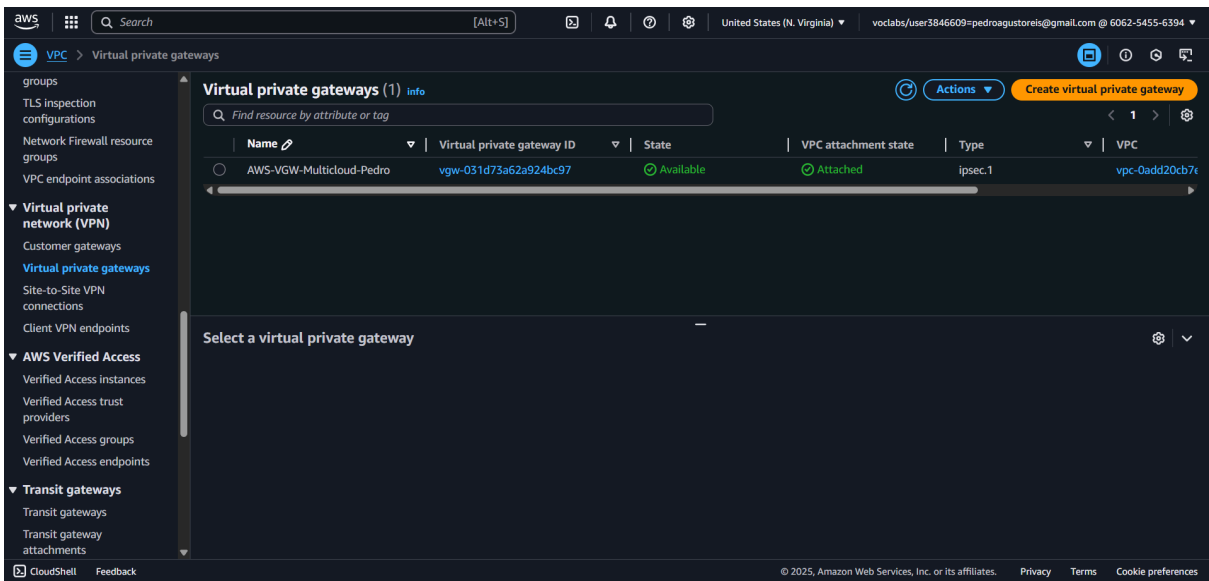 aws
Search [Alt+S] United States (N. Virginia) voclabs/user3846609=pedroagustoreis@gmail.com @ 6062-5455-6394
VPC > Virtual private gateways
groups
TLS inspection
configurations
Network Firewall resource
groups
VPC endpoint associations
Virtual private
network (VPN)
Customer gateways
Virtual private gateways
Site-to-Site VPN
connections
Client VPN endpoints
AWS Verified Access
Verified Access instances
Verified Access trust
providers
Verified Access groups
Verified Access endpoints
Transit gateways
Transit gateways
Transit gateway
attachments
Virtual private gateways (1) info
Actions Create virtual private gateway
Find resource by attribute or tag
< 1 >
Name Virtual private gateway ID State VPC attachment state Type VPC
AWS-VGW-Multicloud-Pedro vgw-031d73a62a924bc97 Available Attached ipsec.1 vpc-0add20cb7e
Select a virtual private gateway
CloudShell Feedback © 2025, Amazon Web Services, Inc. or its affiliates. Privacy Terms Cookie preferences